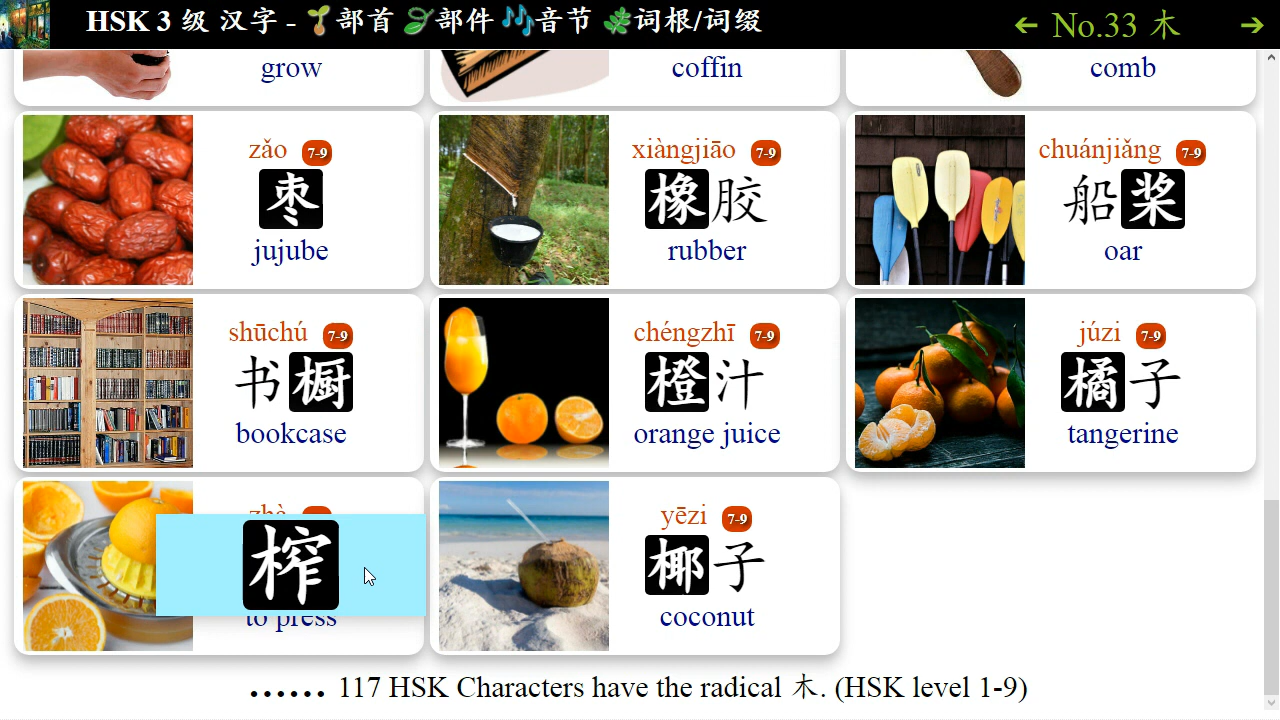 HSK 3 级 汉字 - 部首 部件 音节 词根/词缀
← No.33 木 →
grow
coffin
comb
zǎo 7-9
枣
jujube
xiàngjiāo 7-9
橡胶
rubber
chuánjiǎng 7-9
船桨
oar
shūchú 7-9
书橱
bookcase
chéngzhī 7-9
橙汁
orange juice
júzi 7-9
橘子
tangerine
zhà
榨
to press
yēzi 7-9
椰子
coconut
…… 117 HSK Characters have the radical 木. (HSK level 1-9)